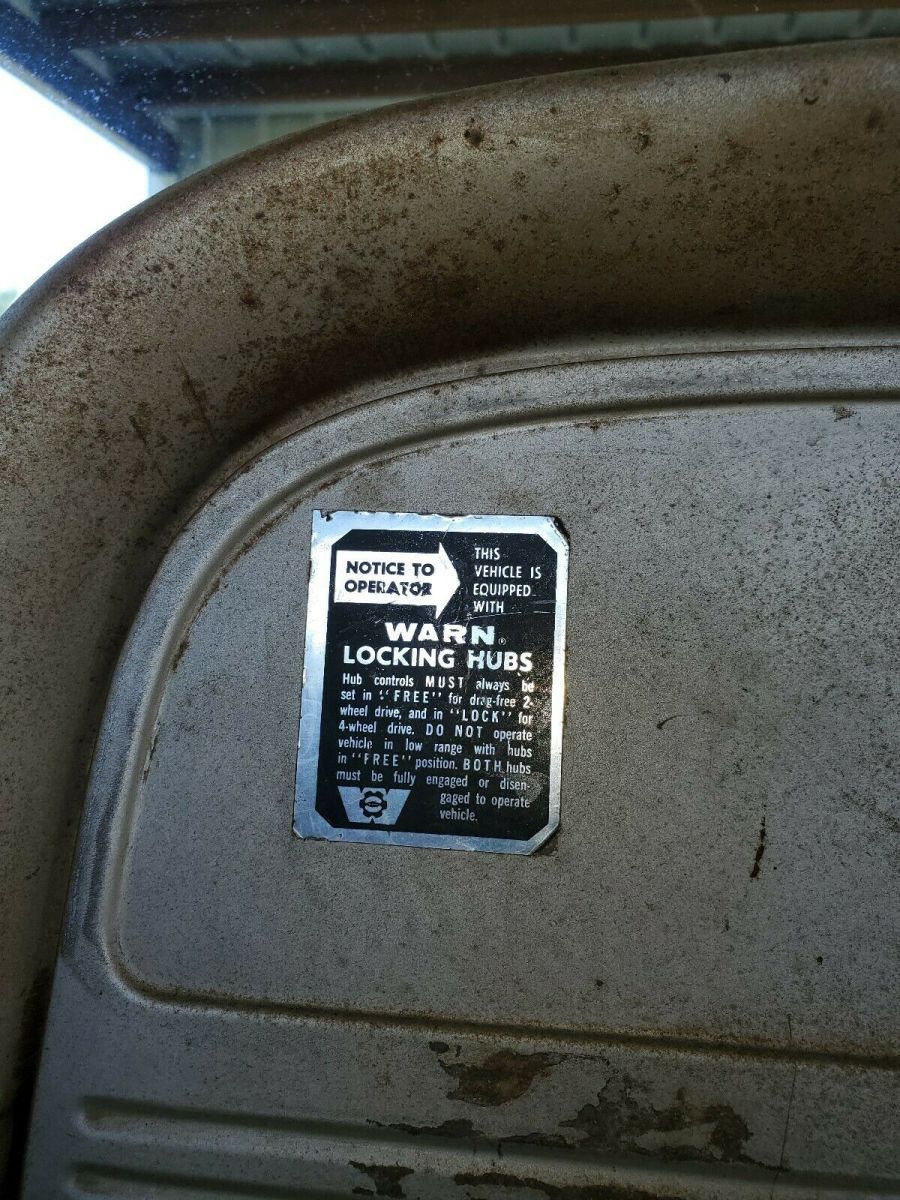 NOTICE TO
OPERATOR
THIS
VEHICLE IS
EQUIPPED
WITH
WARN®
LOCKING HUBS
Hub controls MUST always be
set in "FREE" for drag-free 2-
wheel drive, and in "LOCK" for
4-wheel drive. DO NOT operate
vehicle in low range with hubs
in "FREE" position. BOTH hubs
must be fully engaged or disen-
gaged to operate
vehicle.